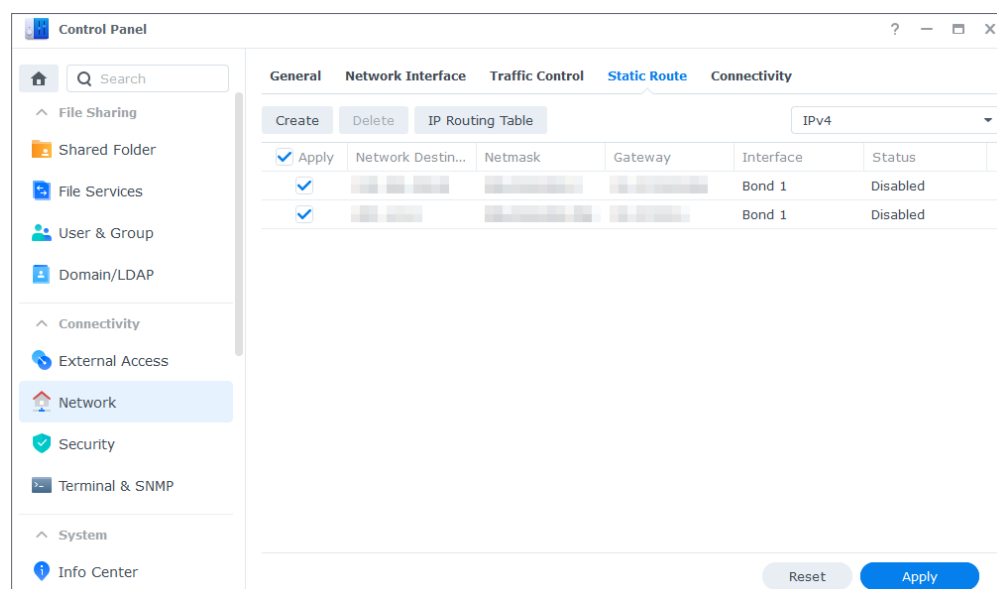 Control Panel
?
Search
General Network Interface Traffic Control Static Route Connectivity
File Sharing
Shared Folder
File Services
User & Group
Domain/LDAP
Connectivity
External Access
Network
Security
Terminal & SNMP
System
Info Center
Create Delete IP Routing Table IPv4
Apply Network Destin... Netmask Gateway Interface Status
Bond 1 Disabled
Bond 1 Disabled
Reset Apply